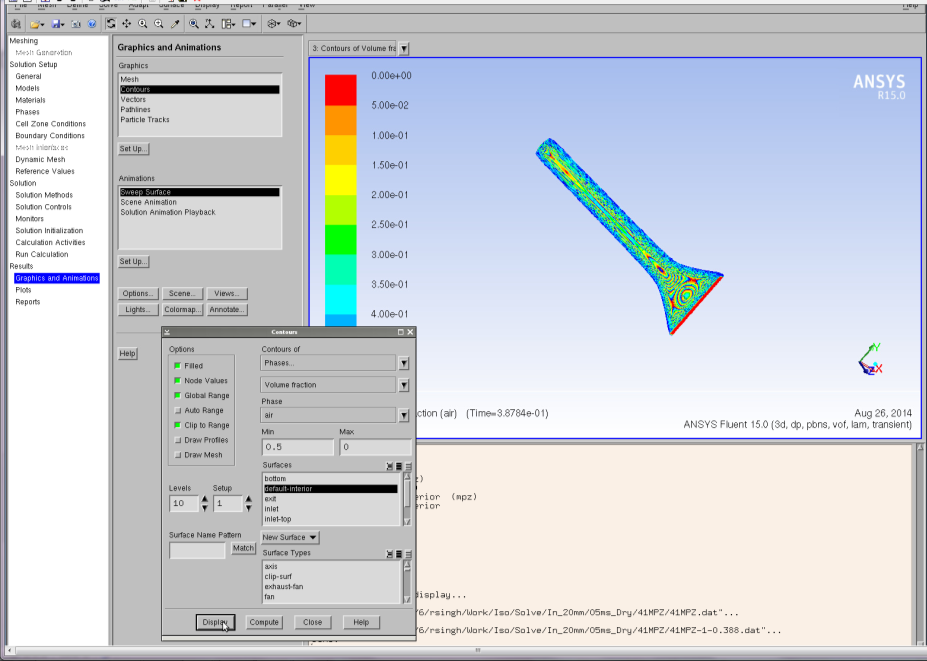 File Mesh Define Solve Adapt Surface Display Report Parallel View Help
Meshing
Mesh Generation
Solution Setup
General
Models
Materials
Phases
Cell Zone Conditions
Boundary Conditions
Mesh Interfaces
Dynamic Mesh
Reference Values
Solution
Solution Methods
Solution Controls
Monitors
Solution Initialization
Calculation Activities
Run Calculation
Results
Graphics and Animations
Plots
Reports
Graphics and Animations
Graphics
Mesh
Contours
Vectors
Pathlines
Particle Tracks
Set Up...
Animations
Sweep Surface
Scene Animation
Solution Animation Playback
Set Up...
Options... Scene... Views...
Lights... Colormap... Annotate...
Help
3: Contours of Volume fra
0.00e+00
5.00e-02
1.00e-01
1.50e-01
2.00e-01
2.50e-01
3.00e-01
3.50e-01
4.00e-01
ANSYS
R15.0
Y
Z X
ction (air) (Time=3.8784e-01)
Aug 26, 2014
ANSYS Fluent 15.0 (3d, dp, pbns, vof, lam, transient)
Contours
Options
Filled
Node Values
Global Range
Auto Range
Clip to Range
Draw Profiles
Draw Mesh
Contours of
Phases...
Volume fraction
Phase
air
Min Max
0.5 0
Surfaces
bottom
default-interior
exit
inlet
inlet-top
Levels Setup
10 1
Surface Name Pattern
Match
New Surface
Surface Types
axis
clip-surf
exhaust-fan
fan
Display Compute Close Help
z)
erior (mpz)
erior
display...
/6/rsingh/Work/Iso/Solve/In_20mm/05ms_Dry/41MPZ/41MPZ.dat"...
/6/rsingh/Work/Iso/Solve/In_20mm/05ms_Dry/41MPZ/41MPZ-1-0.388.dat"...